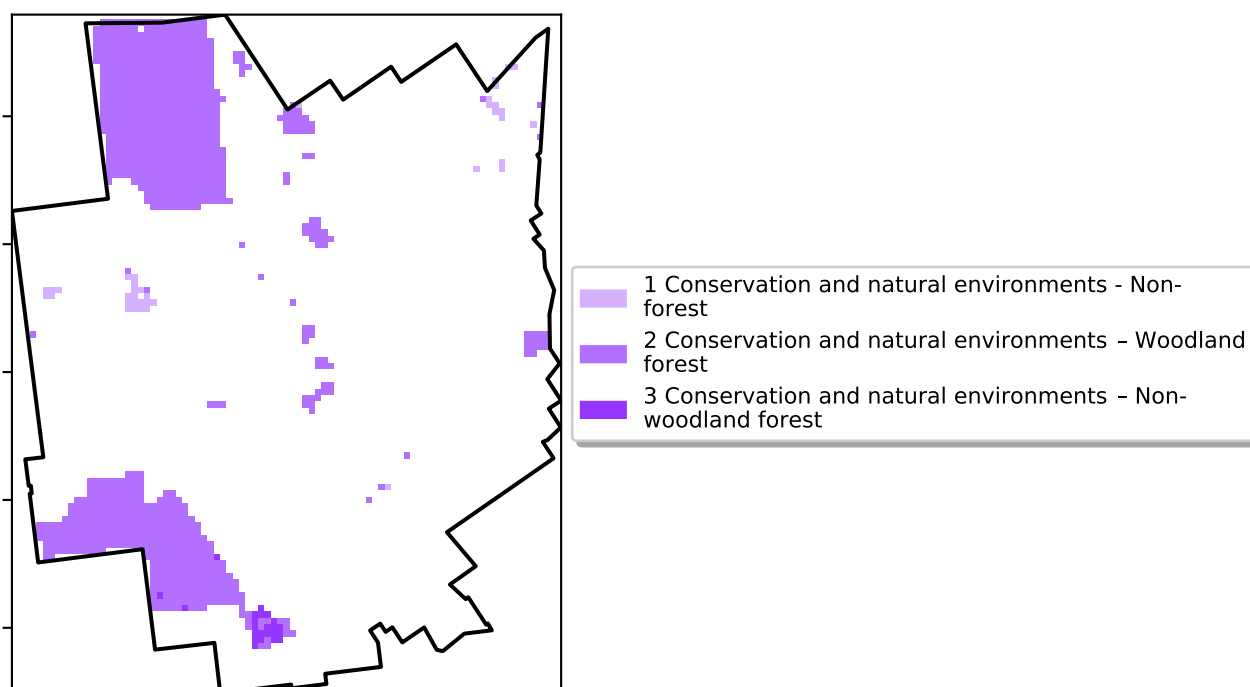 1 Conservation and natural environments - Non-
forest
2 Conservation and natural environments – Woodland
forest
3 Conservation and natural environments – Non-
woodland forest